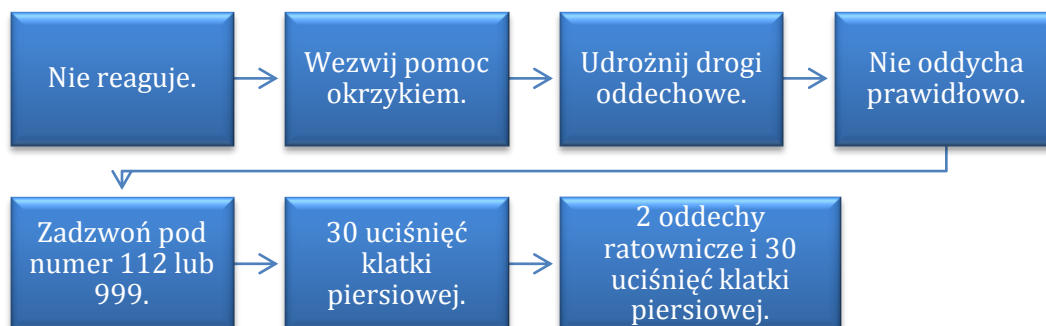 Nie reaguje.
Wezwij pomoc
okrzykiem.
Udrożnij drogi
oddechowe.
Nie oddycha
prawidłowo.
Zadzwoń pod
numer 112 lub
999.
30 uciśnięć
klatki
piersiowej.
2 oddechy
ratownicze i 30
uciśnięć klatki
piersiowej.